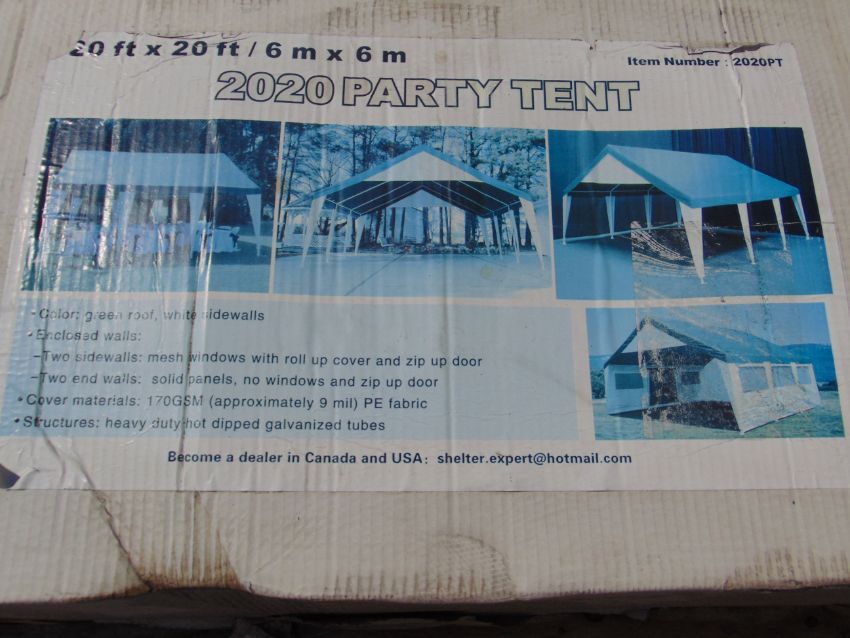 20 ft x 20 ft / 6 m x 6 m
Item Number : 2020PT
2020 PARTY TENT
• Color: green roof, white sidewalls
• Enclosed walls:
–Two sidewalls: mesh windows with roll up cover and zip up door
–Two end walls: solid panels, no windows and zip up door
• Cover materials: 170GSM (approximately 9 mil) PE fabric
• Structures: heavy duty hot dipped galvanized tubes
Become a dealer in Canada and USA: shelter.expert@hotmail.com